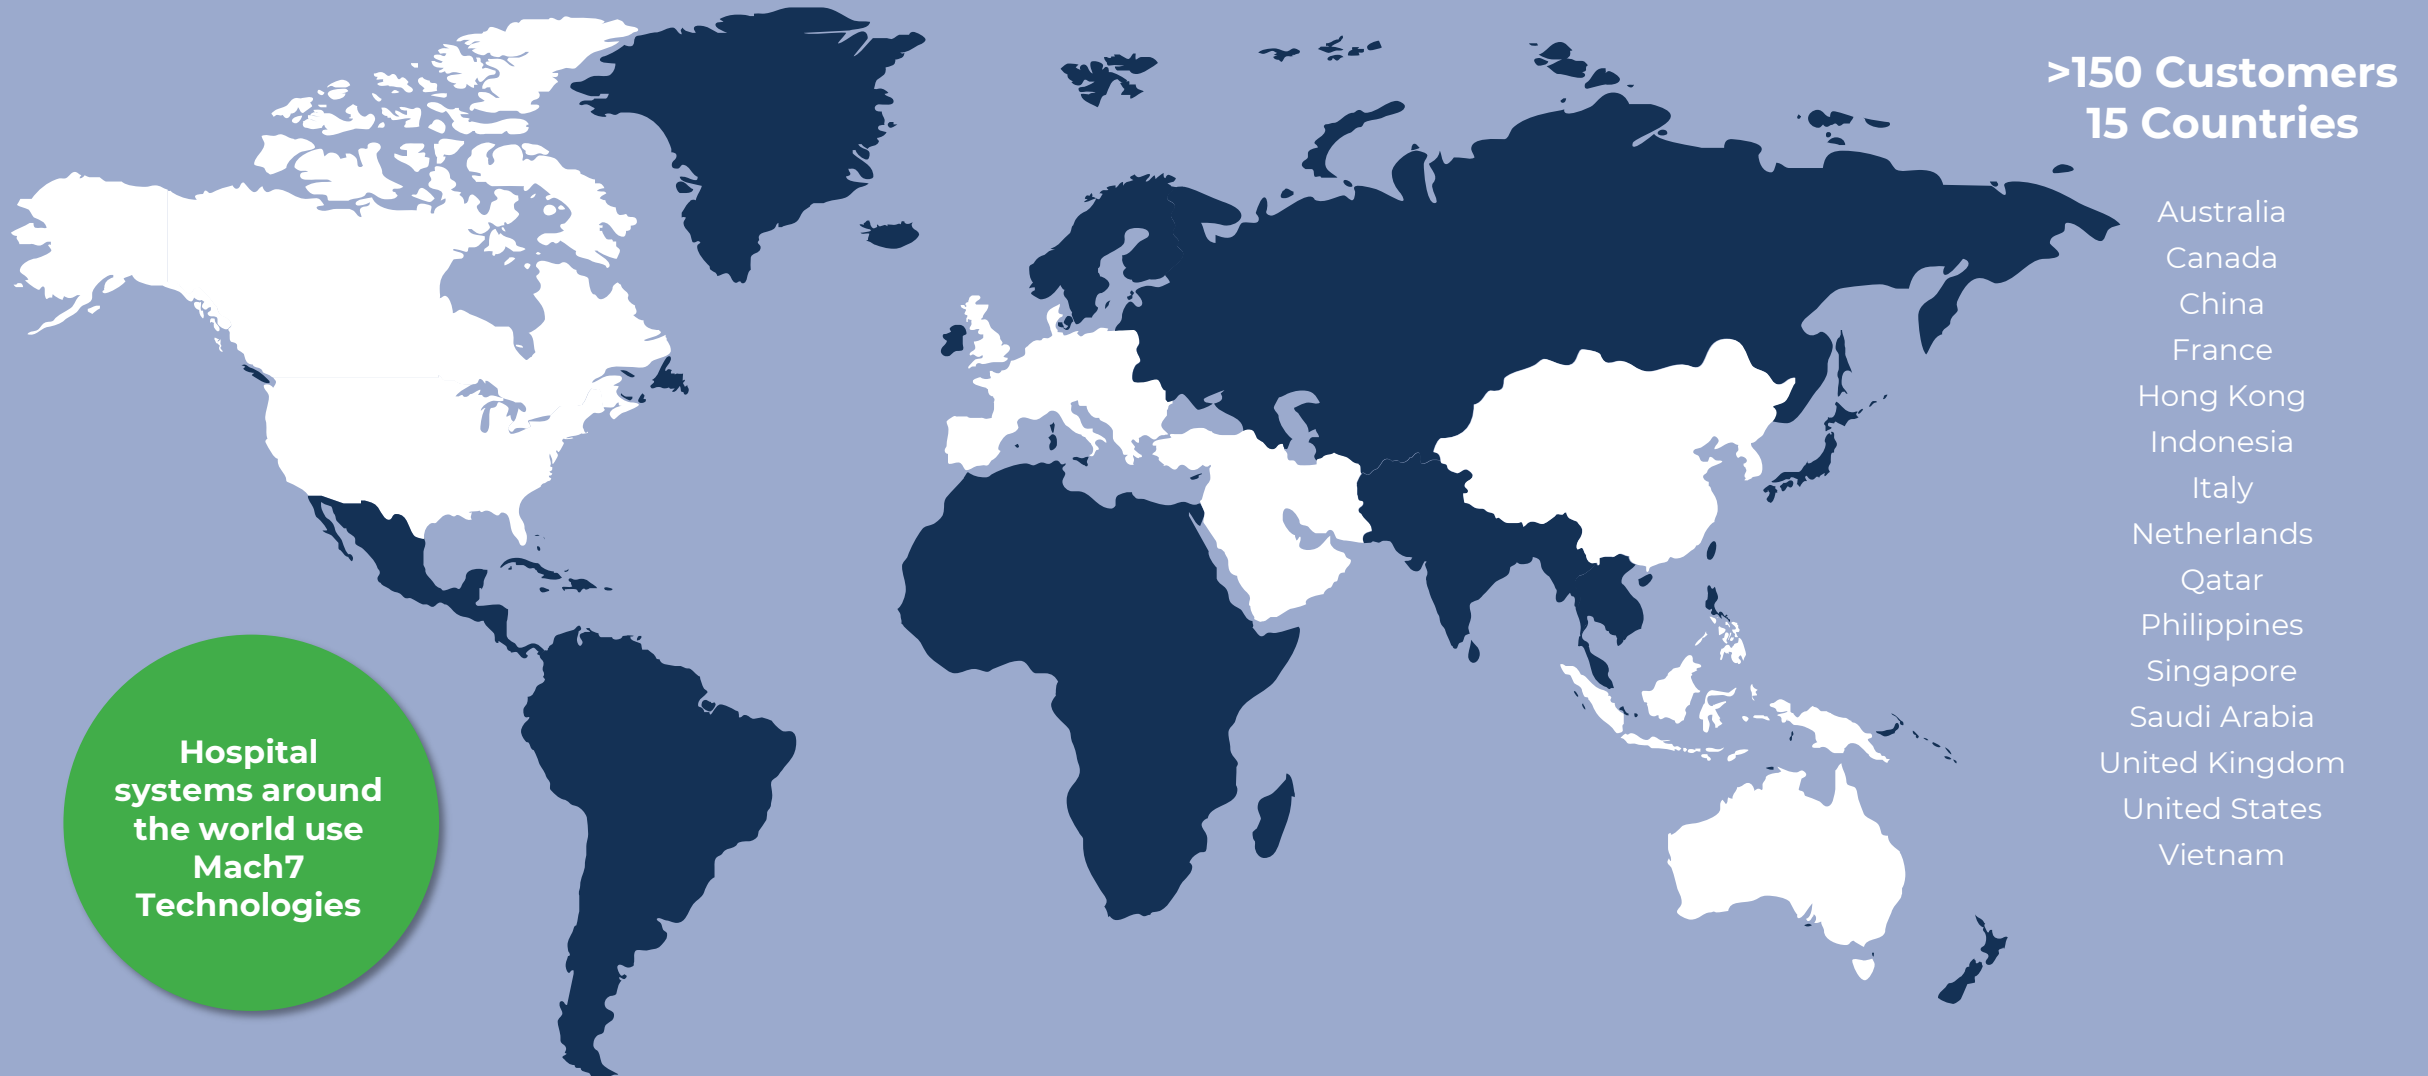 >150 Customers
15 Countries
Australia
Canada
China
France
Hong Kong
Indonesia
Italy
Netherlands
Qatar
Philippines
Singapore
Saudi Arabia
United Kingdom
United States
Vietnam
Hospital
systems around
the world use
Mach7
Technologies